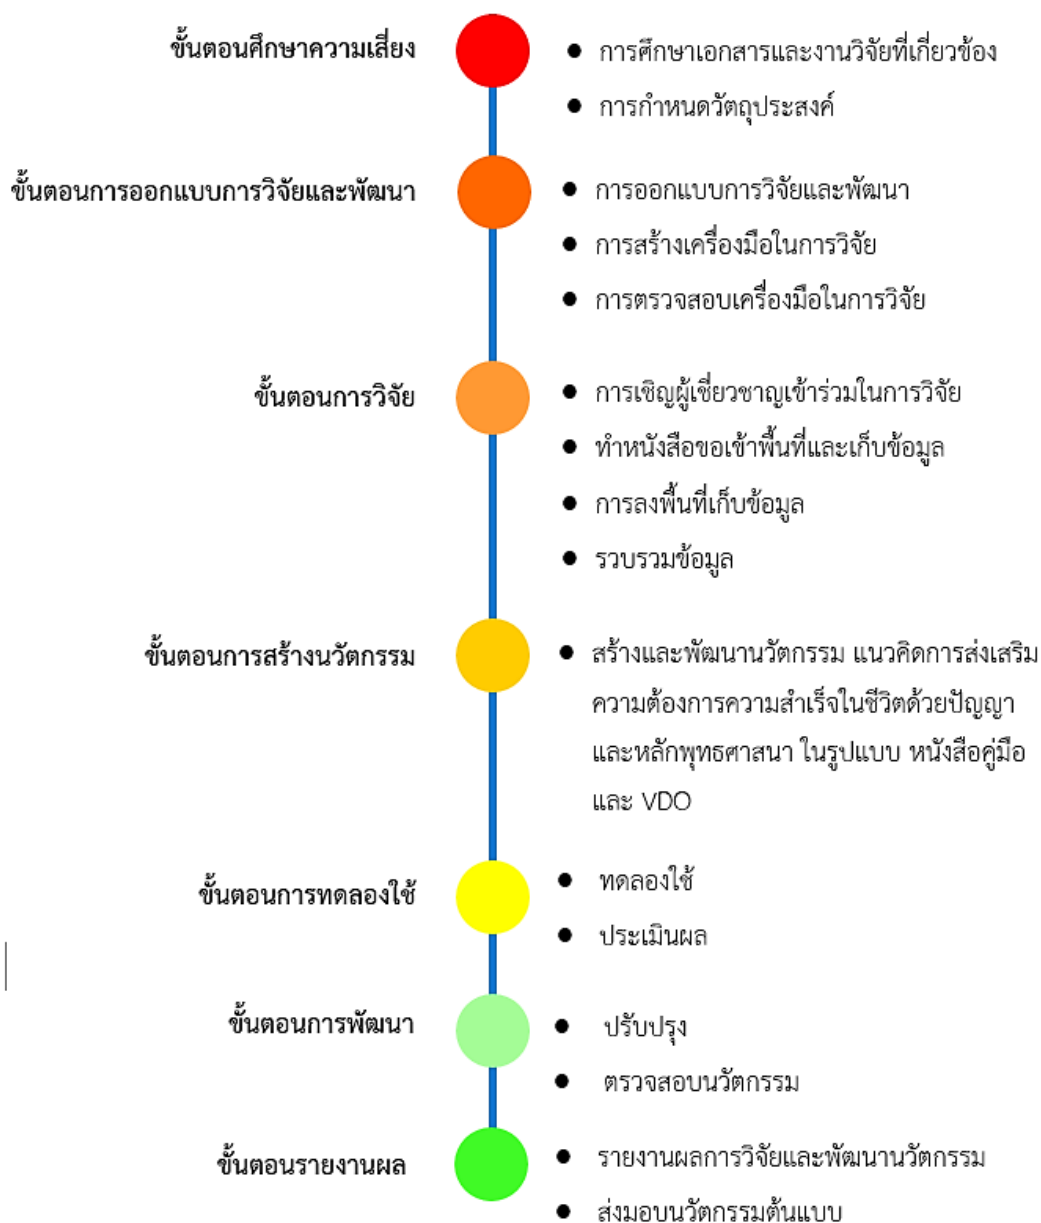 ขั้นตอนศึกษาความเสี่ยง
● การศึกษาเอกสารและงานวิจัยที่เกี่ยวข้อง
● การกำหนดวัตถุประสงค์
ขั้นตอนการออกแบบการวิจัยและพัฒนา
● การออกแบบการวิจัยและพัฒนา
● การสร้างเครื่องมือในการวิจัย
● การตรวจสอบเครื่องมือในการวิจัย
ขั้นตอนการวิจัย
● การเชิญผู้เชี่ยวชาญเข้าร่วมในการวิจัย
● ทำหนังสือขอเข้าพื้นที่และเก็บข้อมูล
● การลงพื้นที่เก็บข้อมูล
● รวบรวมข้อมูล
ขั้นตอนการสร้างนวัตกรรม
● สร้างและพัฒนานวัตกรรม แนวคิดการส่งเสริม
ความต้องการความสำเร็จในชีวิตด้วยปัญญา
และหลักพุทธศาสนา ในรูปแบบ หนังสือคู่มือ
และ VDO
ขั้นตอนการทดลองใช้
● ทดลองใช้
● ประเมินผล
ขั้นตอนการพัฒนา
● ปรับปรุง
● ตรวจสอบนวัตกรรม
ขั้นตอนรายงานผล
● รายงานผลการวิจัยและพัฒนานวัตกรรม
● ส่งมอบนวัตกรรมต้นแบบ